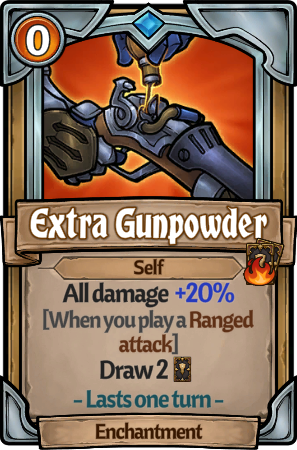 0
Extra Gunpowder
Self
All damage +20%
[When you play a Ranged
attack]
Draw 2
- Lasts one turn -
Enchantment